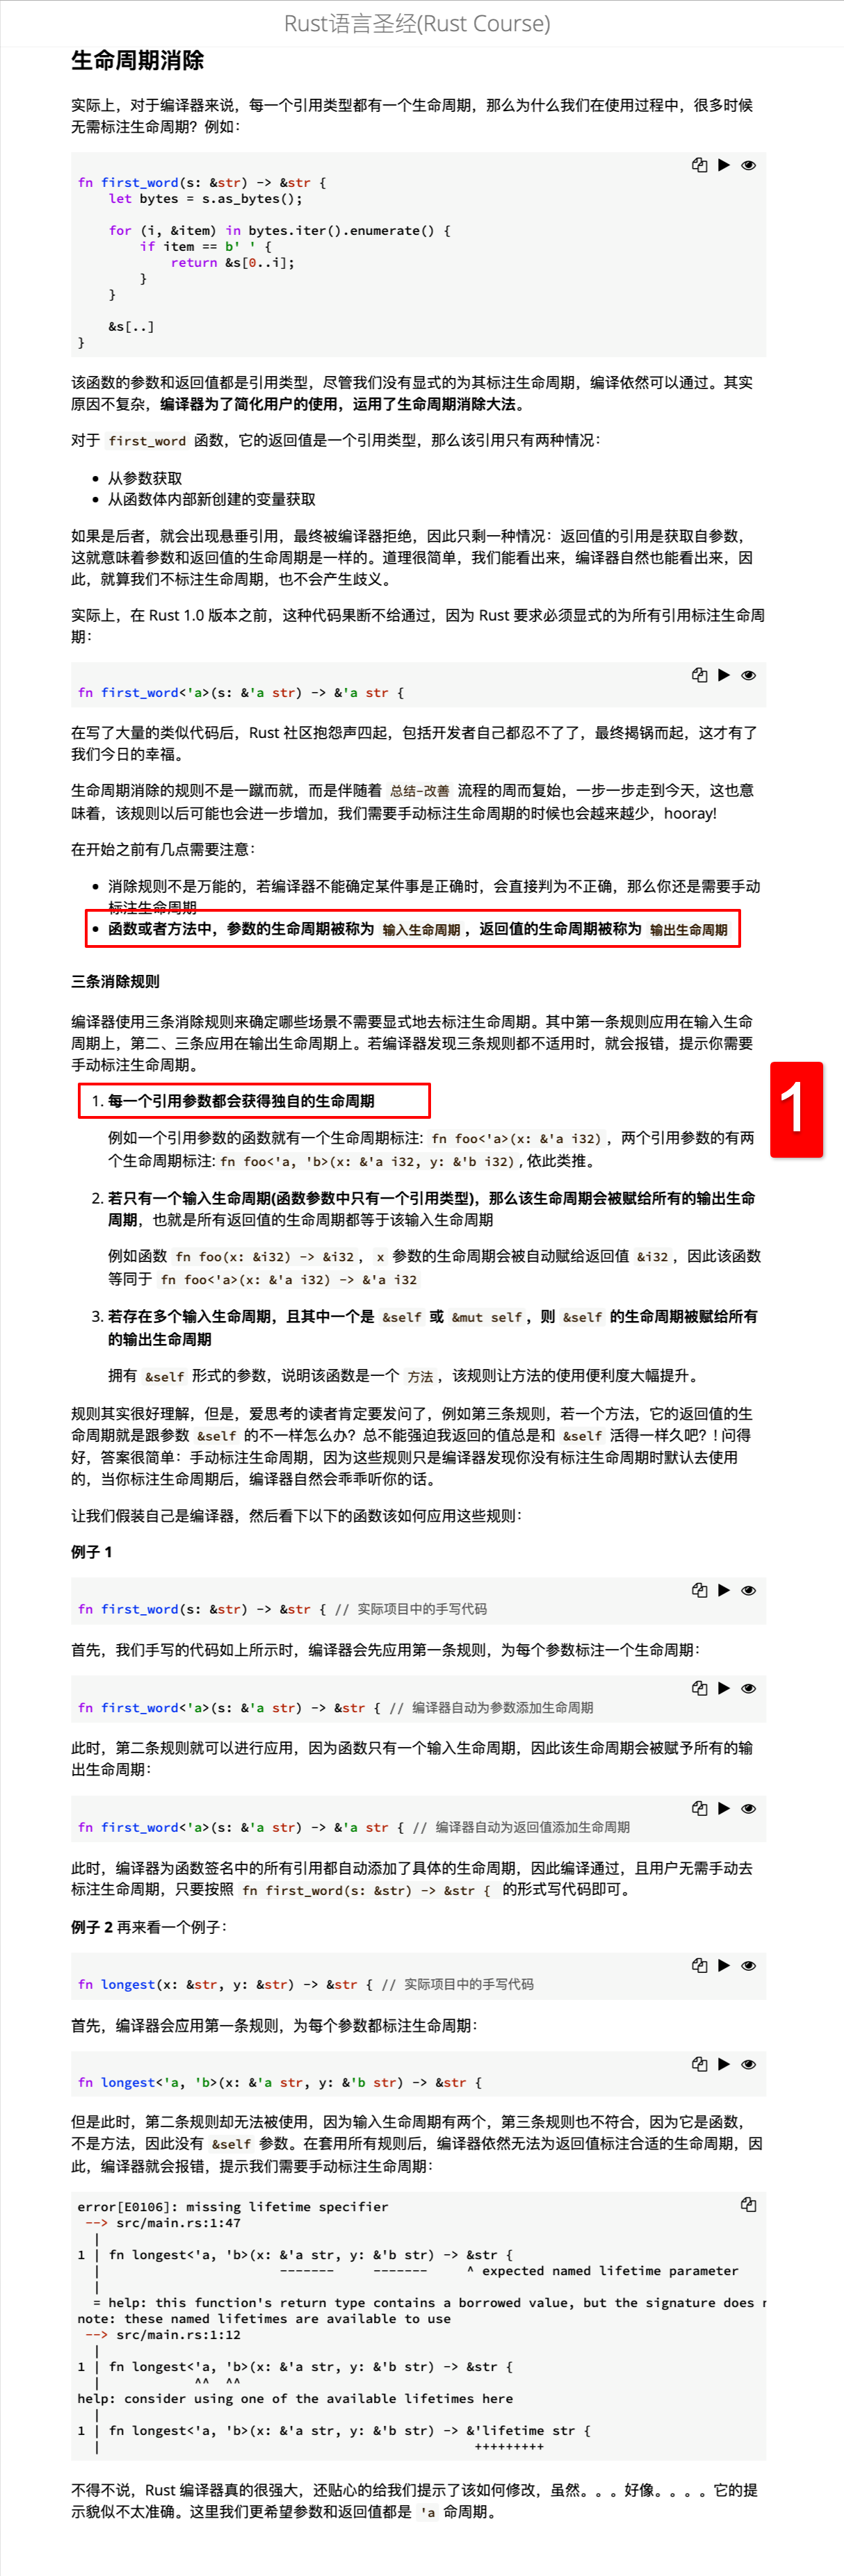 Rust语言圣经(Rust Course)
生命周期消除
实际上，对于编译器来说，每一个引用类型都有一个生命周期，那么为什么我们在使用过程中，很多时候
无需标注生命周期？例如：
fn first_word(s: &str) -> &str {
    let bytes = s.as_bytes();
    for (i, &item) in bytes.iter().enumerate() {
        if item == b' ' {
            return &s[0..i];
        }
    }
    &s[..]
}
该函数的参数和返回值都是引用类型，尽管我们没有显式的为其标注生命周期，编译依然可以通过。其实
原因不复杂，编译器为了简化用户的使用，运用了生命周期消除大法。
对于 first_word 函数，它的返回值是一个引用类型，那么该引用只有两种情况：
• 从参数获取
• 从函数体内部新创建的变量获取
如果是后者，就会出现悬垂引用，最终被编译器拒绝，因此只剩一种情况：返回值的引用是获取自参数，
这就意味着参数和返回值的生命周期是一样的。道理很简单，我们能看出来，编译器自然也能看出来，因
此，就算我们不标注生命周期，也不会产生歧义。
实际上，在 Rust 1.0 版本之前，这种代码果断不给通过，因为 Rust 要求必须显式的为所有引用标注生命周
期：
fn first_word<'a>(s: &'a str) -> &'a str {
在写了大量的类似代码后，Rust 社区抱怨声四起，包括开发者自己都忍不了了，最终揭锅而起，这才有了
我们今日的幸福。
生命周期消除的规则不是一蹴而就，而是伴随着 总结-改善 流程的周而复始，一步一步走到今天，这也意
味着，该规则以后可能也会进一步增加，我们需要手动标注生命周期的时候也会越来越少，hooray!
在开始之前有几点需要注意：
• 消除规则不是万能的，若编译器不能确定某件事是正确时，会直接判为不正确，那么你还是需要手动
标注生命周期
• 函数或者方法中，参数的生命周期被称为 输入生命周期，返回值的生命周期被称为 输出生命周期
三条消除规则
编译器使用三条消除规则来确定哪些场景不需要显式地去标注生命周期。其中第一条规则应用在输入生命
周期上，第二、三条应用在输出生命周期上。若编译器发现三条规则都不适用时，就会报错，提示你需要
手动标注生命周期。
1
1. 每一个引用参数都会获得独自的生命周期
例如一个引用参数的函数就有一个生命周期标注: fn foo<'a>(x: &'a i32)，两个引用参数的有两
个生命周期标注: fn foo<'a, 'b>(x: &'a i32, y: &'b i32), 依此类推。
2. 若只有一个输入生命周期(函数参数中只有一个引用类型)，那么该生命周期会被赋给所有的输出生命
周期，也就是所有返回值的生命周期都等于该输入生命周期
例如函数 fn foo(x: &i32) -> &i32，x 参数的生命周期会被自动赋给返回值 &i32，因此该函数
等同于 fn foo<'a>(x: &'a i32) -> &'a i32
3. 若存在多个输入生命周期，且其中一个是 &self 或 &mut self，则 &self 的生命周期被赋给所有
的输出生命周期
拥有 &self 形式的参数，说明该函数是一个 方法，该规则让方法的使用便利度大幅提升。
规则其实很好理解，但是，爱思考的读者肯定要发问了，例如第三条规则，若一个方法，它的返回值的生
命周期就是跟参数 &self 的不一样怎么办？总不能强迫我返回的值总是和 &self 活得一样久吧？! 问得
好，答案很简单：手动标注生命周期，因为这些规则只是编译器发现你没有标注生命周期时默认去使用
的，当你标注生命周期后，编译器自然会乖乖听你的话。
让我们假装自己是编译器，然后看下以下的函数该如何应用这些规则：
例子 1
fn first_word(s: &str) -> &str { // 实际项目中的手写代码
首先，我们手写的代码如上所示时，编译器会先应用第一条规则，为每个参数标注一个生命周期：
fn first_word<'a>(s: &'a str) -> &str { // 编译器自动为参数添加生命周期
此时，第二条规则就可以进行应用，因为函数只有一个输入生命周期，因此该生命周期会被赋予所有的输
出生命周期：
fn first_word<'a>(s: &'a str) -> &'a str { // 编译器自动为返回值添加生命周期
此时，编译器为函数签名中的所有引用都自动添加了具体的生命周期，因此编译通过，且用户无需手动去
标注生命周期，只要按照 fn first_word(s: &str) -> &str { 的形式写代码即可。
例子 2 再来看一个例子：
fn longest(x: &str, y: &str) -> &str { // 实际项目中的手写代码
首先，编译器会应用第一条规则，为每个参数都标注生命周期：
fn longest<'a, 'b>(x: &'a str, y: &'b str) -> &str {
但是此时，第二条规则却无法被使用，因为输入生命周期有两个，第三条规则也不符合，因为它是函数，
不是方法，因此没有 &self 参数。在套用所有规则后，编译器依然无法为返回值标注合适的生命周期，因
此，编译器就会报错，提示我们需要手动标注生命周期：
error[E0106]: missing lifetime specifier
 --> src/main.rs:1:47
  |
1 | fn longest<'a, 'b>(x: &'a str, y: &'b str) -> &str {
  |                       -------     -------     ^ expected named lifetime parameter
  |
  = help: this function's return type contains a borrowed value, but the signature does
note: these named lifetimes are available to use
 --> src/main.rs:1:12
  |
1 | fn longest<'a, 'b>(x: &'a str, y: &'b str) -> &str {
  |            ^^  ^^
help: consider using one of the available lifetimes here
  |
1 | fn longest<'a, 'b>(x: &'a str, y: &'b str) -> &'lifetime str {
  |                                                +++++++++
不得不说，Rust 编译器真的很强大，还贴心的给我们提示了该如何修改，虽然。。。好像。。。。它的提
示貌似不太准确。这里我们更希望参数和返回值都是 'a 命周期。